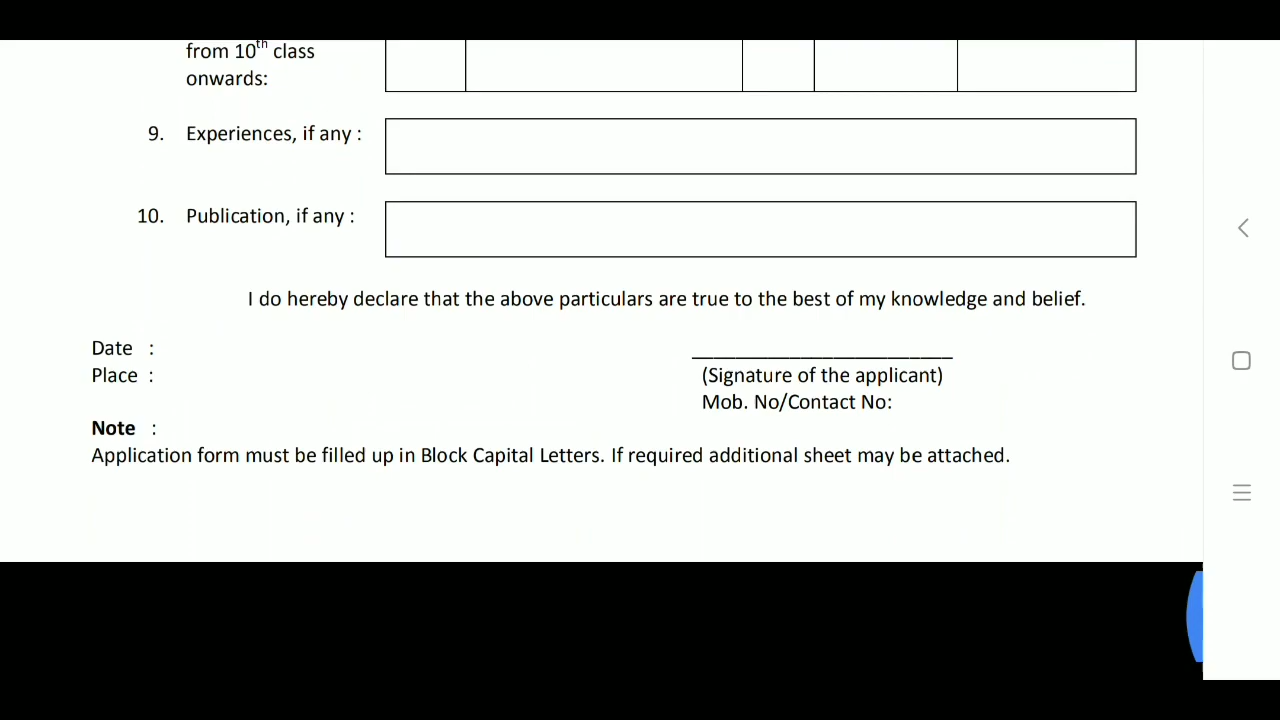 from 10th class
onwards:
9. Experiences, if any :
10. Publication, if any :
I do hereby declare that the above particulars are true to the best of my knowledge and belief.
Date :
Place :
(Signature of the applicant)
Mob. No/Contact No:
Note :
Application form must be filled up in Block Capital Letters. If required additional sheet may be attached.